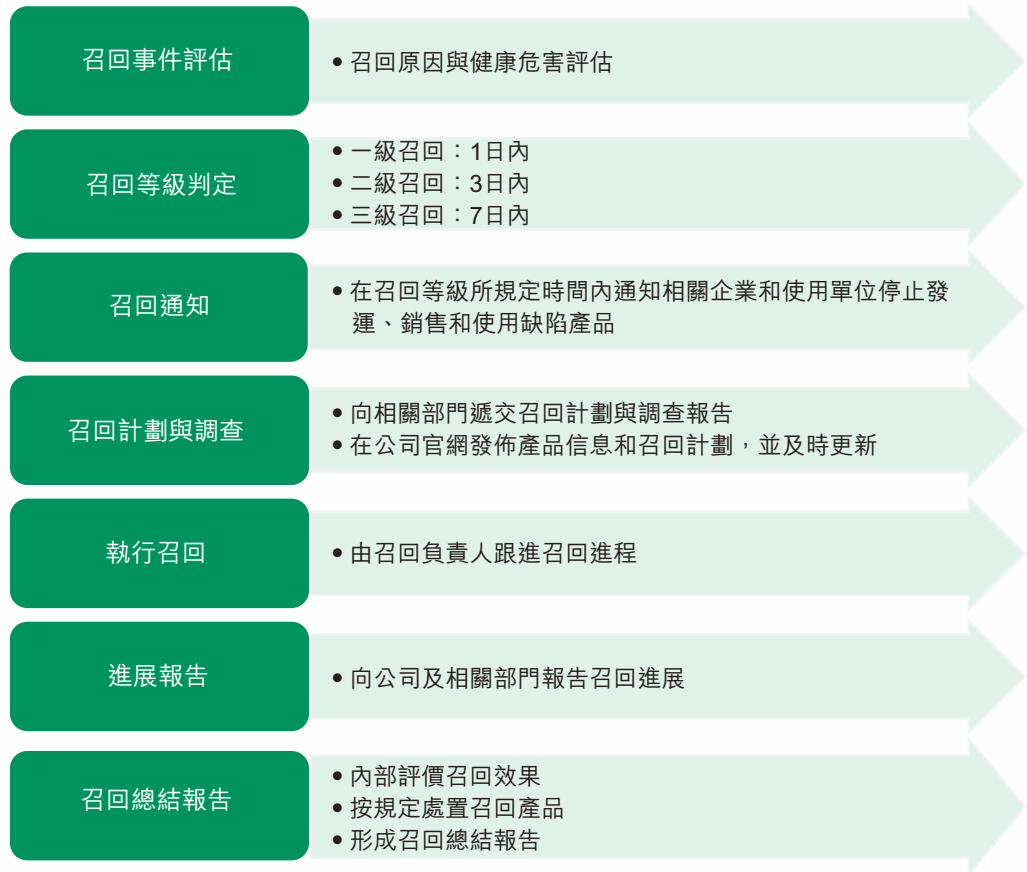 召回事件評估
• 召回原因與健康危害評估
召回等級判定
• 一級召回：1日內
• 二級召回：3日內
• 三級召回：7日內
召回通知
• 在召回等級所規定時間內通知相關企業和使用單位停止發
運、銷售和使用缺陷產品
召回計劃與調查
• 向相關部門遞交召回計劃與調查報告
• 在公司官網發佈產品信息和召回計劃，並及時更新
執行召回
• 由召回負責人跟進召回進程
進展報告
• 向公司及相關部門報告召回進展
召回總結報告
• 內部評價召回效果
• 按規定處置召回產品
• 形成召回總結報告